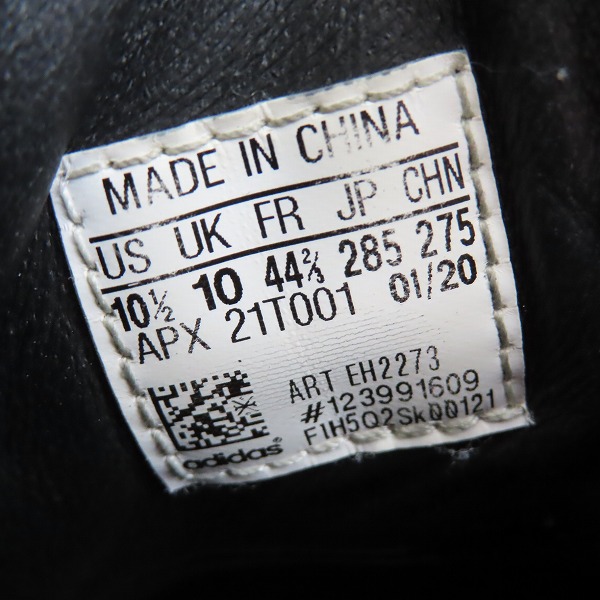 MADE IN CHINA
US UK FR JP CHN
10½ 10 44⅔ 285 275
APX 21T001 01/20
ART EH2273
#123991609
F1H5Q2Sk00121
adidas®